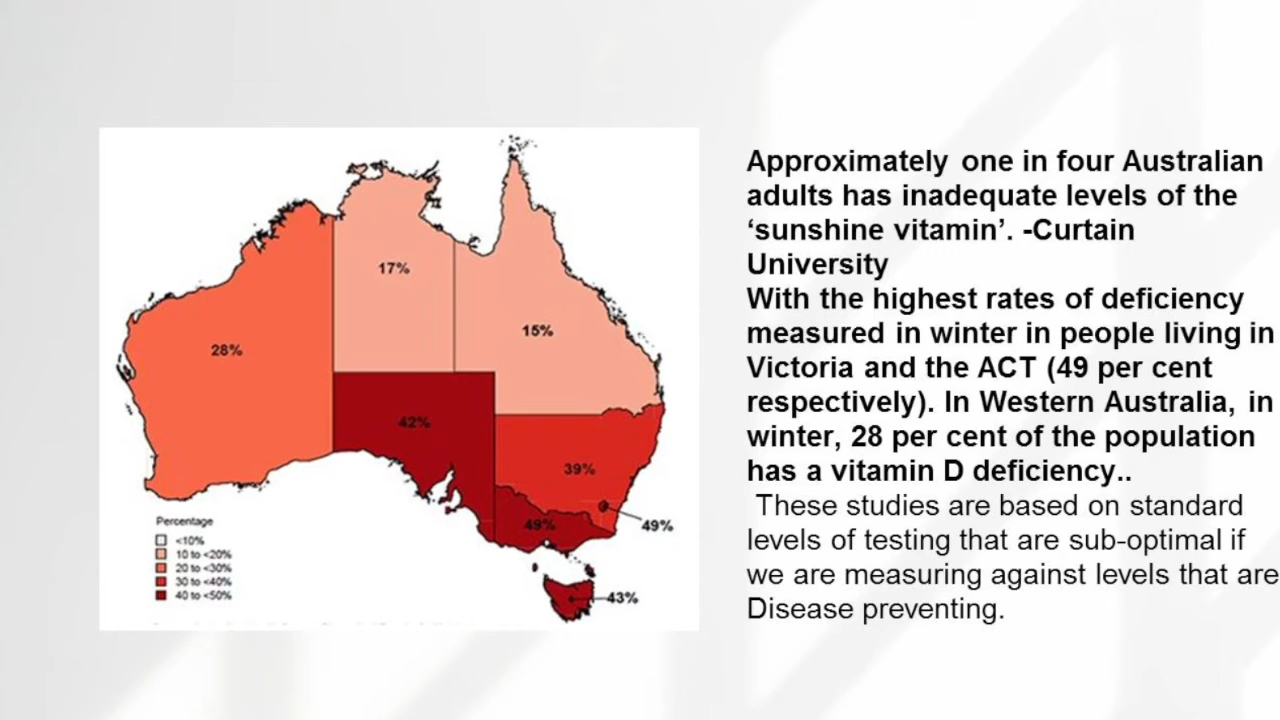 17%
28%
15%
42%
39%
49%
49%
43%
Percentage
<10%
10 to <20%
20 to <30%
30 to <40%
40 to <50%
Approximately one in four Australian
adults has inadequate levels of the
‘sunshine vitamin’. -Curtain
University
With the highest rates of deficiency
measured in winter in people living in
Victoria and the ACT (49 per cent
respectively). In Western Australia, in
winter, 28 per cent of the population
has a vitamin D deficiency..
These studies are based on standard
levels of testing that are sub-optimal if
we are measuring against levels that are
Disease preventing.